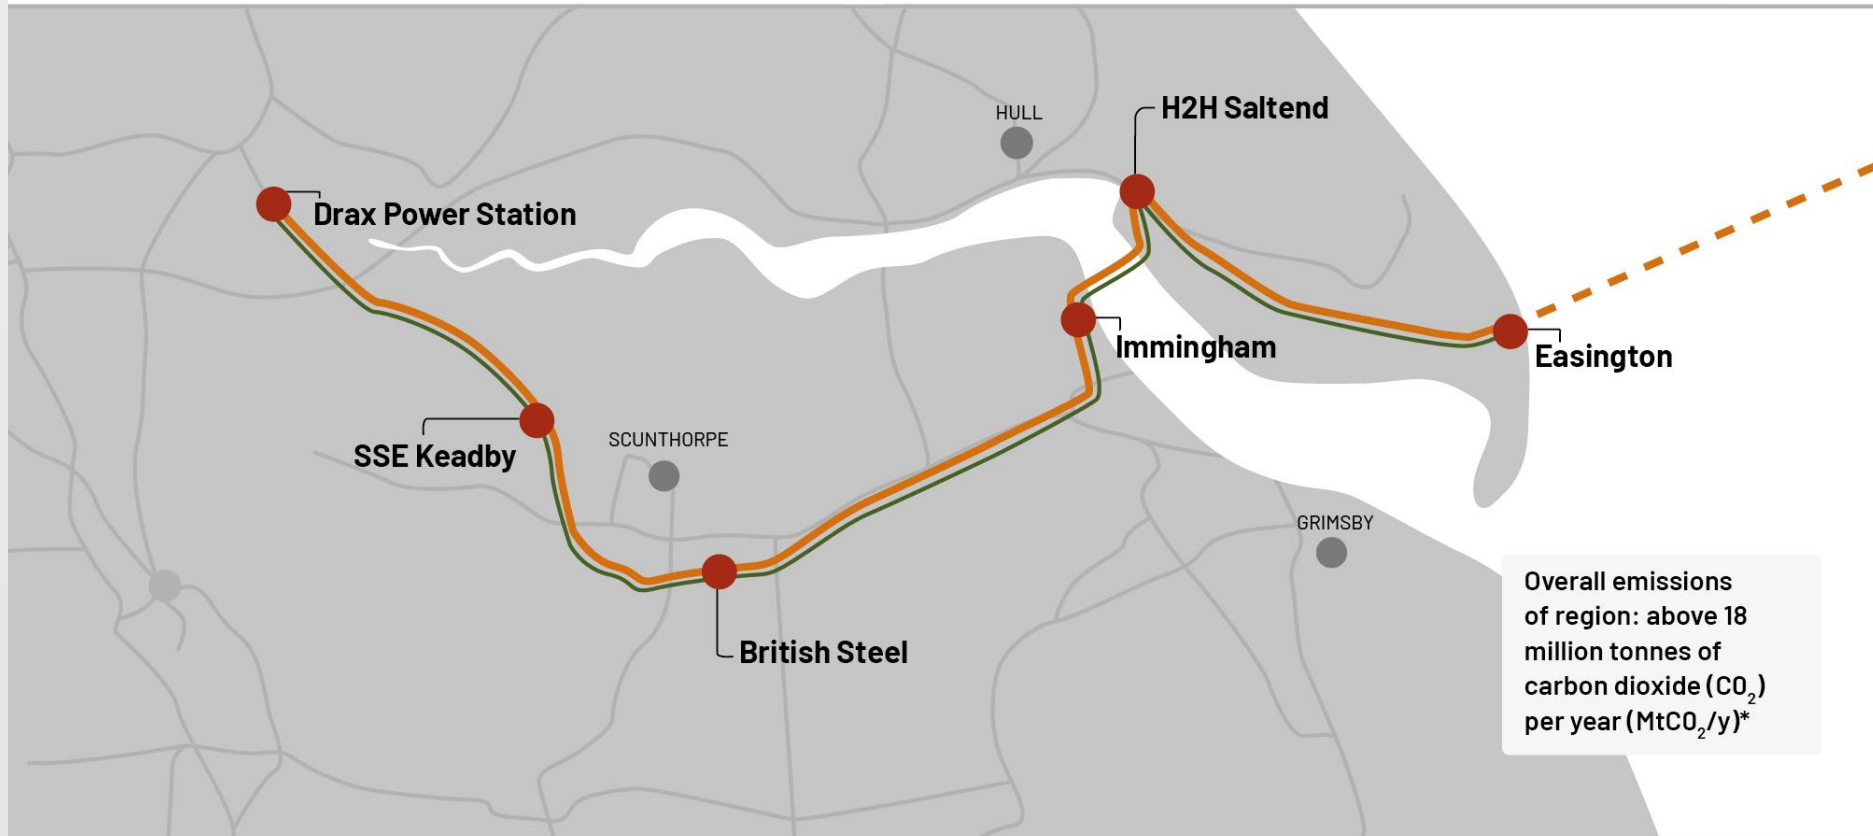 HULL
H2H Saltend
Drax Power Station
Immingham
Easington
SCUNTHORPE
SSE Keadby
GRIMSBY
British Steel
Overall emissions
of region: above 18
million tonnes of
carbon dioxide (CO₂)
per year (MtCO₂/y)*